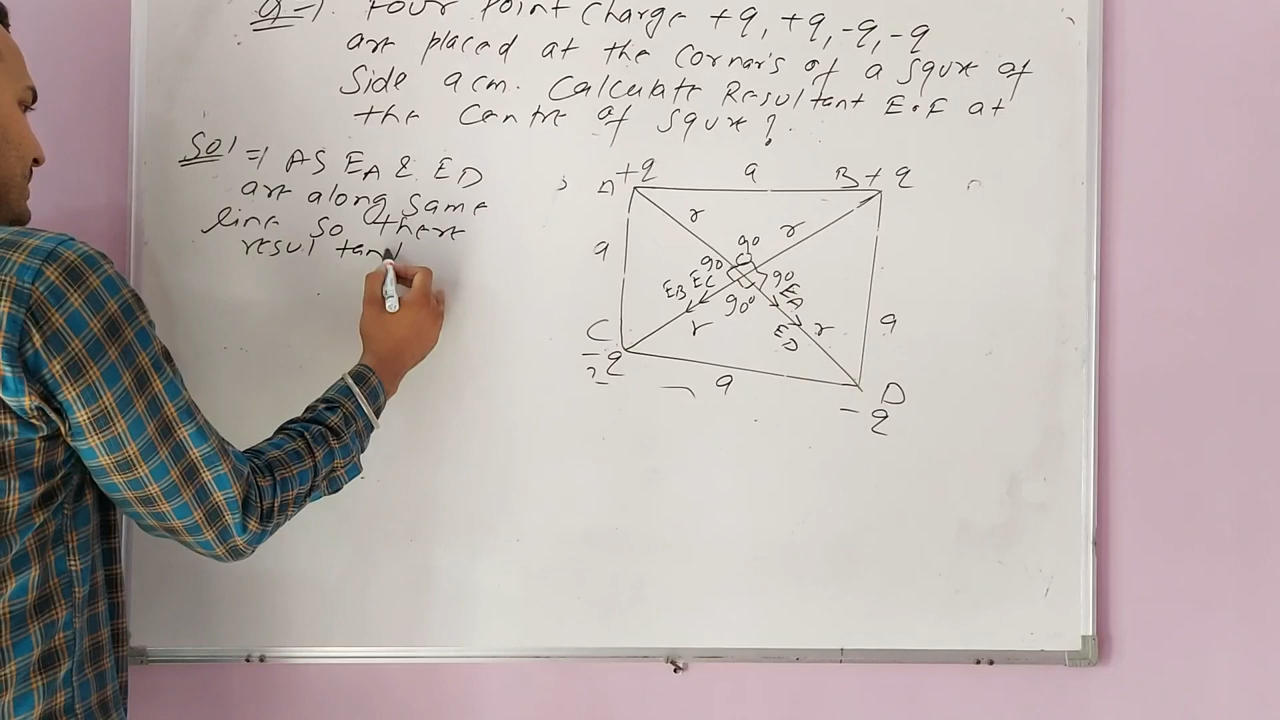 Q-1. Four Point Charge +q, +q, -q, -q
are placed at the Cornar's of a squre of
Side a cm. Calculate Resultant E.F at
the Centre of squre?
Sol => AS EA & ED
are along same
line so there
resultant
A +q
a
B + q
r
r
a
90
90
90
90°
EB
EC
EA
ED
r
r
a
C
-q
a
D
-q